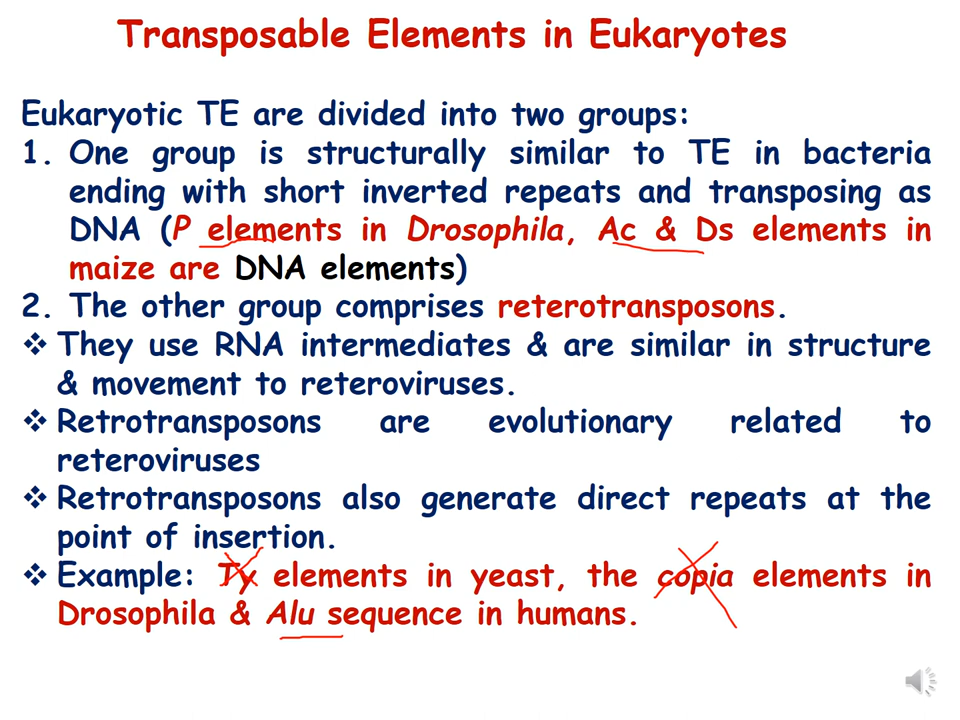 Transposable Elements in Eukaryotes
Eukaryotic TE are divided into two groups:
1. One group is structurally similar to TE in bacteria
ending with short inverted repeats and transposing as
DNA (P elements in Drosophila, Ac & Ds elements in
maize are DNA elements)
2. The other group comprises reterotransposons.
❖ They use RNA intermediates & are similar in structure
& movement to reteroviruses.
❖ Retrotransposons are evolutionary related to
reteroviruses
❖ Retrotransposons also generate direct repeats at the
point of insertion.
❖ Example: Ty elements in yeast, the copia elements in
Drosophila & Alu sequence in humans.